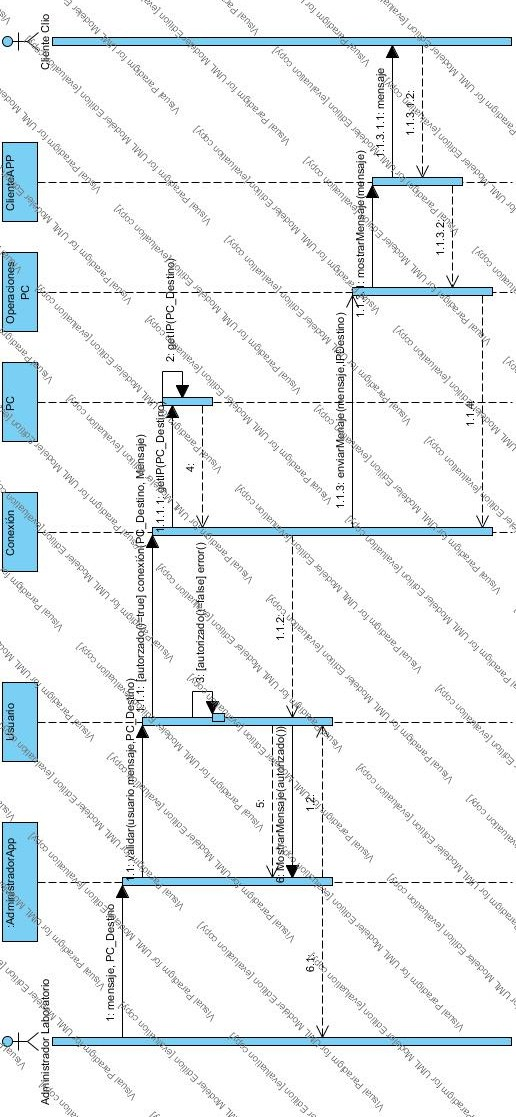 Administrador Laboratorio
:AdministradorApp
Usuario
Conexión
PC
Operaciones
PC
ClienteAPP
Cliente Clio
1: mensaje, PC_Destino
1.1: validar(usuario,mensaje,PC_Destino)
1.1.1: [autorzado()=true] conexión(PC_Destino, Mensaje)
1.1.1.1: getIP(PC_Destino)
2: getIP(PC_Destino)
4:
3: [autorizado()=false] error()
5:
6: MostrarMensaje(autorizado())
1.1.2:
1.2:
6.1:
1.1.3: enviarMenaje(mensaje,IPDestino)
1.1.3.1: mostrarMensaje(mensaje)
1.1.3.1.1: mensaje
1.1.3.1.2:
1.1.3.2:
1.1.4:
Visual Paradigm for UML Modeler Edition [evaluation copy]